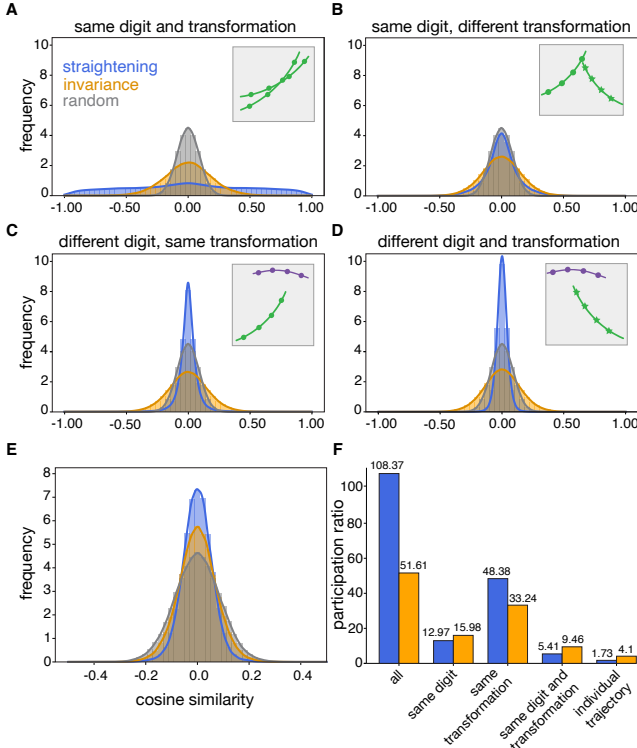 A same digit and transformation
frequency
10
8
6
4
2
0
straightening
invariance
random
-1.00 -0.50 0.00 0.50 1.00
B same digit, different transformation
10
8
6
4
2
0
-1.00 -0.50 0.00 0.50 1.00
C different digit, same transformation
frequency
10
8
6
4
2
0
-1.00 -0.50 0.00 0.50 1.00
D different digit and transformation
10
8
6
4
2
0
-1.00 -0.50 0.00 0.50 1.00
E
frequency
8
7
6
5
4
3
2
1
0
-0.4 -0.2 0.0 0.2 0.4
cosine similarity
F
participation ratio
100
80
60
40
20
0
108.37
51.61
12.97 15.98
48.38
33.24
5.41 9.46
1.73 4.1
all
same digit
same
transformation
same digit and
transformation
individual
trajectory